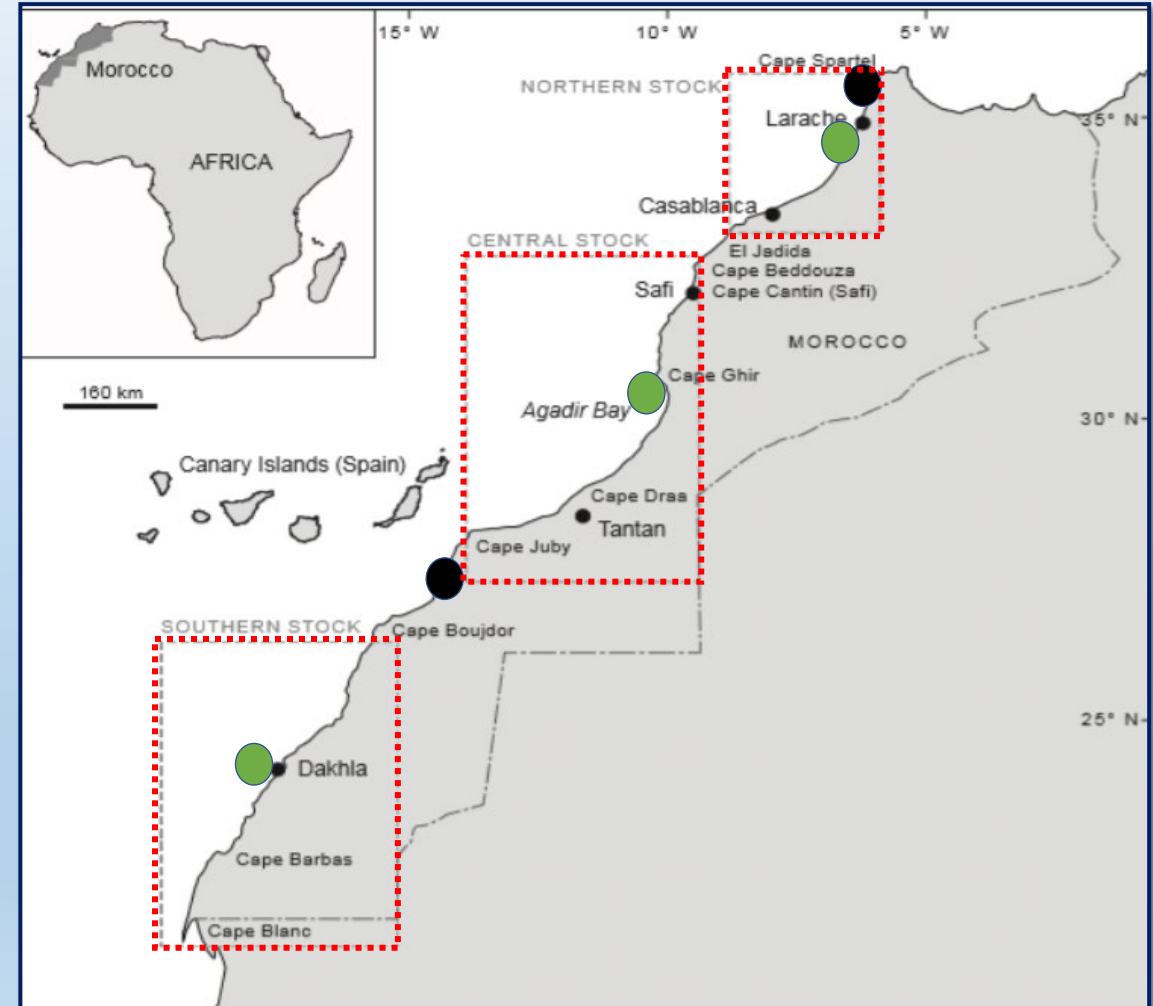 15° W
10° W
5° W
Morocco
AFRICA
Cape Spartel
NORTHERN STOCK
Larache
35° N
Casablanca
CENTRAL STOCK
El Jadida
Cape Beddouza
Safi
Cape Cantin (Safi)
MOROCCO
Cape Ghir
160 km
Agadir Bay
30° N
Canary Islands (Spain)
Cape Draa
Tantan
Cape Juby
SOUTHERN STOCK
Cape Boujdor
25° N
Dakhla
Cape Barbas
Cape Blanc